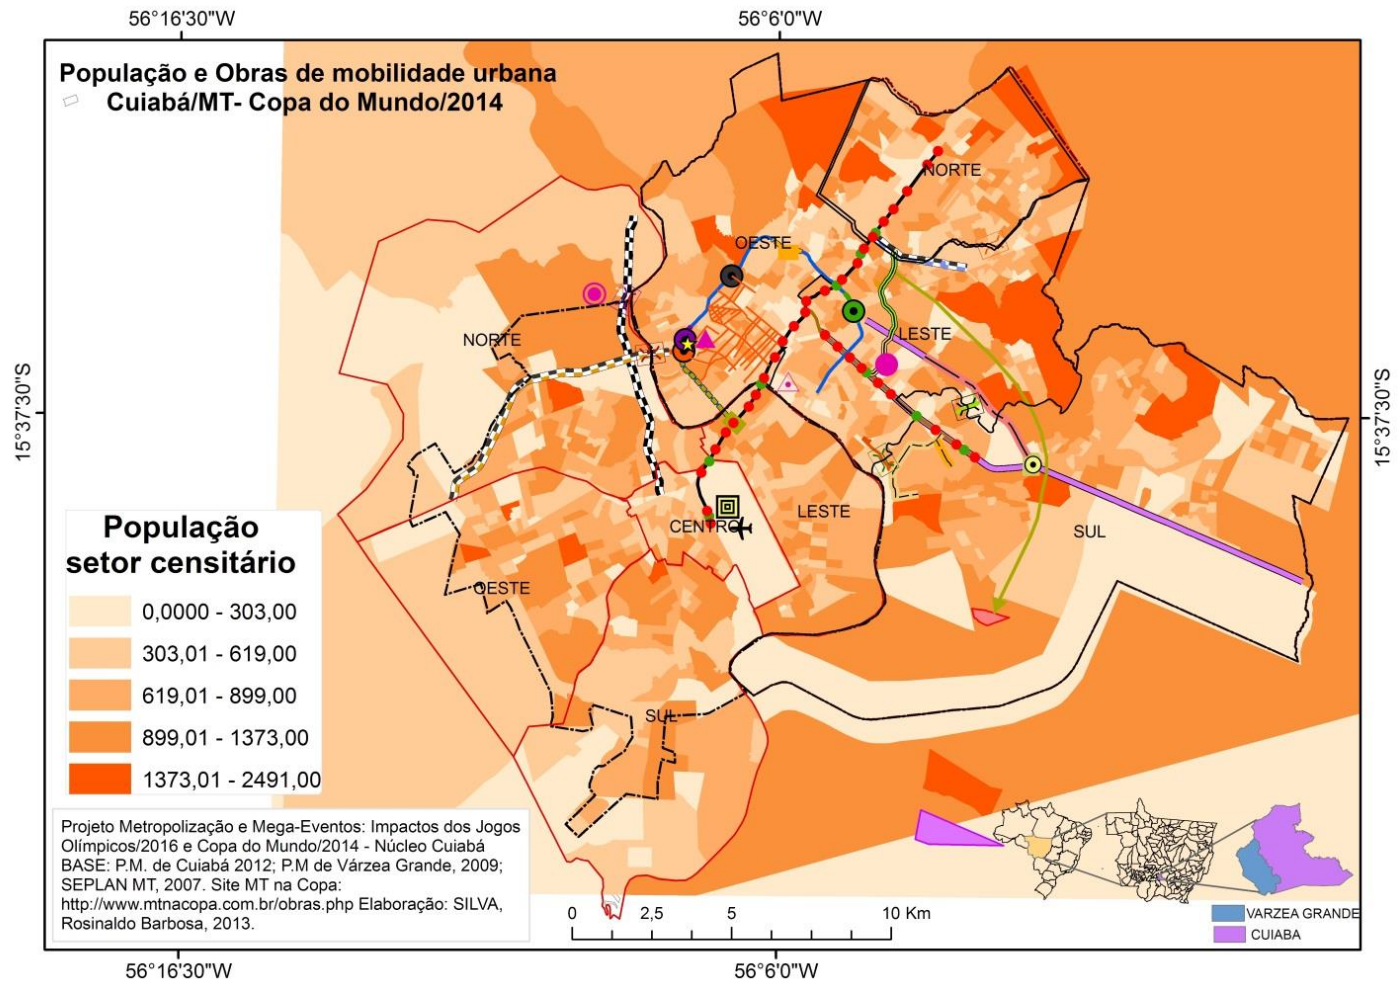 56°16'30"W
56°6'0"W
População e Obras de mobilidade urbana
Cuiabá/MT- Copa do Mundo/2014
NORTE
OESTE
NORTE
LESTE
15°37'30"S
15°37'30"S
LESTE
CENTRO
SUL
OESTE
SUL
População
setor censitário
0,0000 - 303,00
303,01 - 619,00
619,01 - 899,00
899,01 - 1373,00
1373,01 - 2491,00
Projeto Metropolização e Mega-Eventos: Impactos dos Jogos
Olímpicos/2016 e Copa do Mundo/2014 - Núcleo Cuiabá
BASE: P.M. de Cuiabá 2012; P.M de Várzea Grande, 2009;
SEPLAN MT, 2007. Site MT na Copa:
http://www.mtnacopa.com.br/obras.php Elaboração: SILVA,
Rosinaldo Barbosa, 2013.
0 2,5 5 10 Km
VARZEA GRANDE
CUIABA
56°16'30"W
56°6'0"W